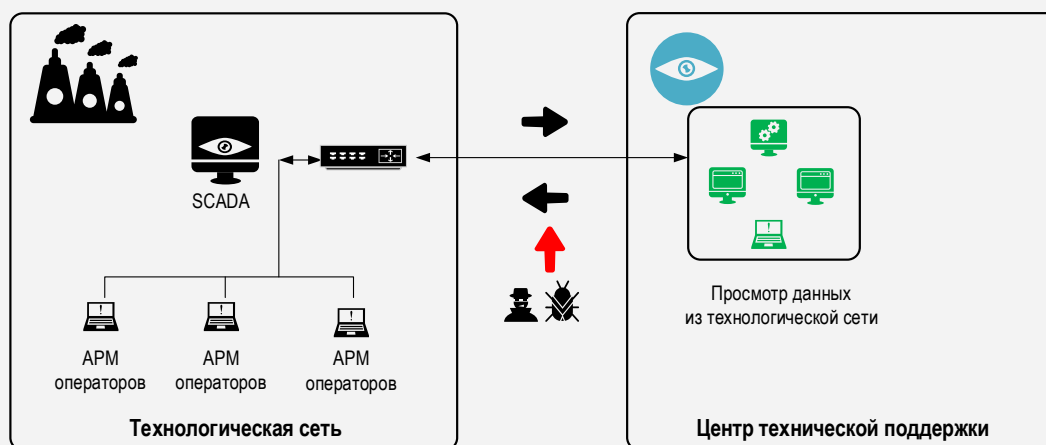 SCADA
АРМ
операторов
АРМ
операторов
АРМ
операторов
Технологическая сеть
Просмотр данных
из технологической сети
Центр технической поддержки